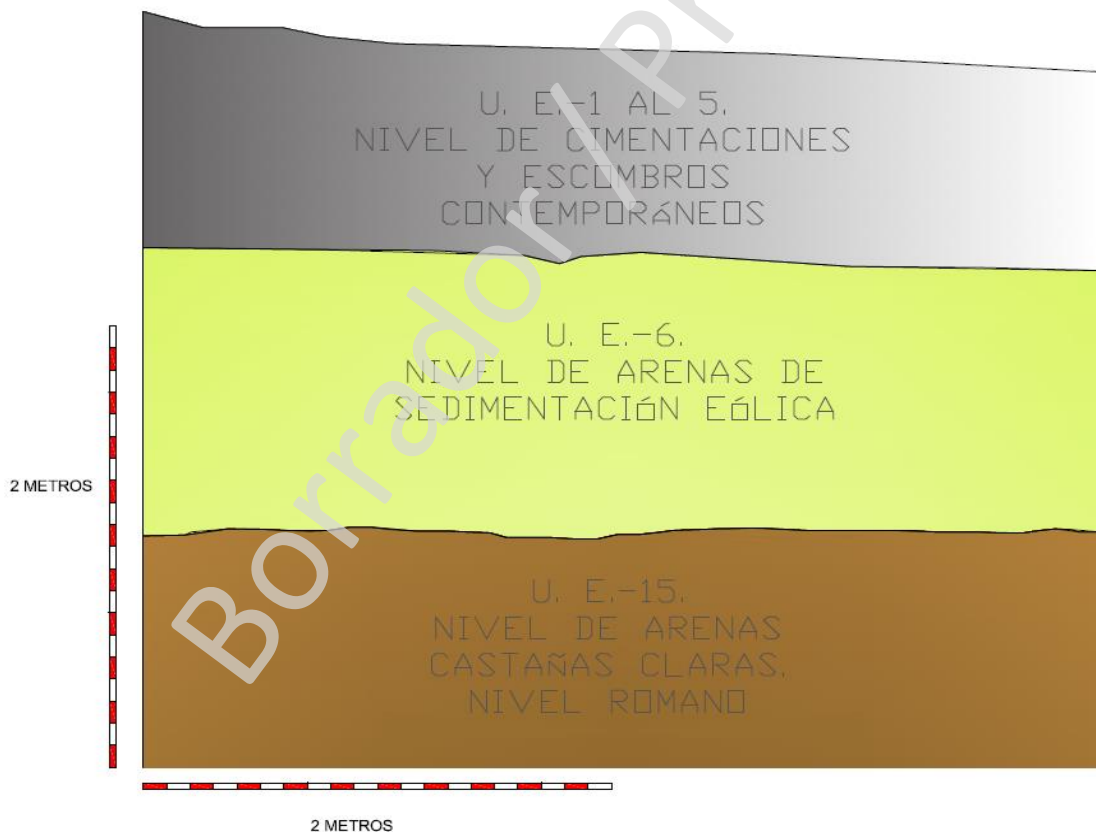 U. E.-1 AL 5.
NIVEL DE CIMENTACIONES
Y ESCOMBROS
CONTEMPORáNEOS
U. E.-6.
NIVEL DE ARENAS DE
SEDIMENTACIóN EóLICA
2 METROS
U. E.-15.
NIVEL DE ARENAS
CASTAÑAS CLARAS.
NIVEL ROMANO
2 METROS
Borrador /